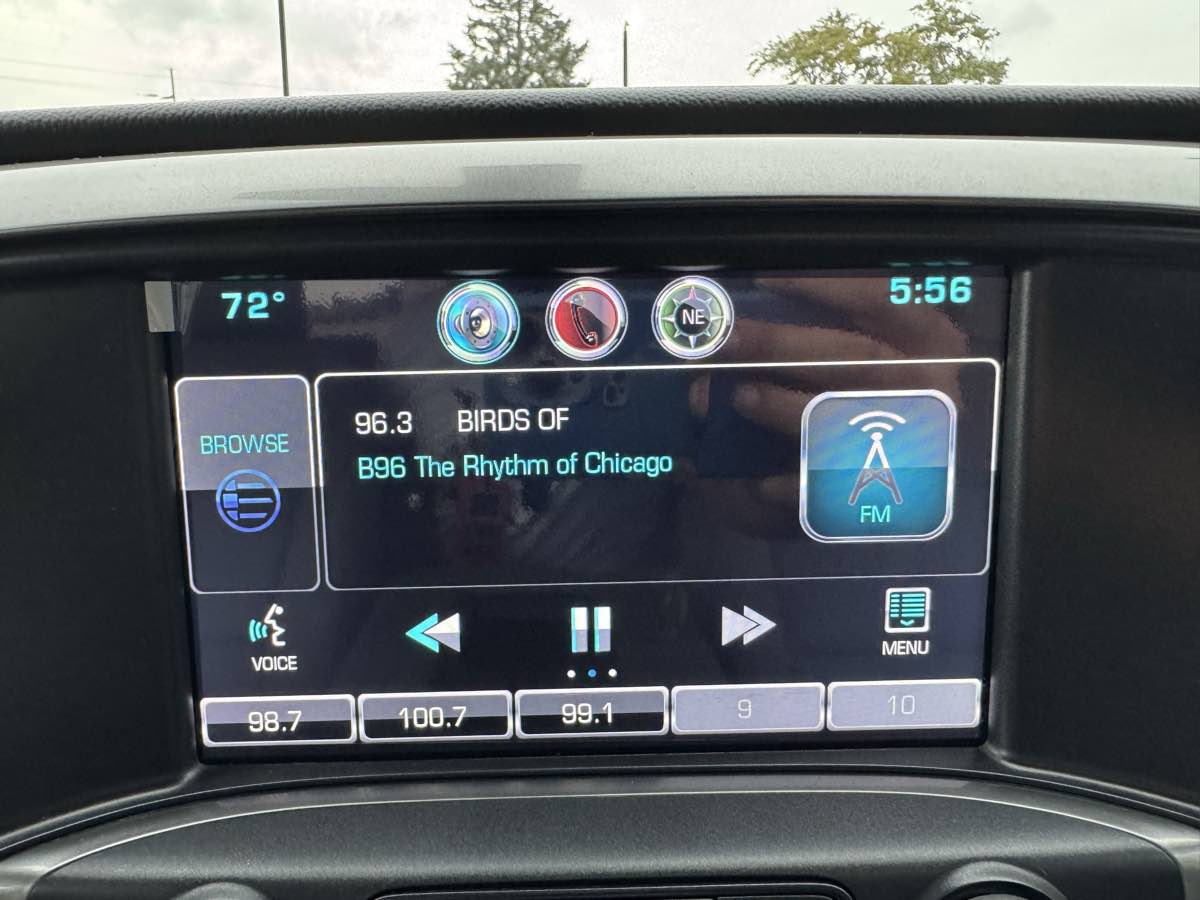 72°
NE
5:56
BROWSE
96.3 BIRDS OF
B96 The Rhythm of Chicago
FM
VOICE
MENU
98.7 100.7 99.1 9 10